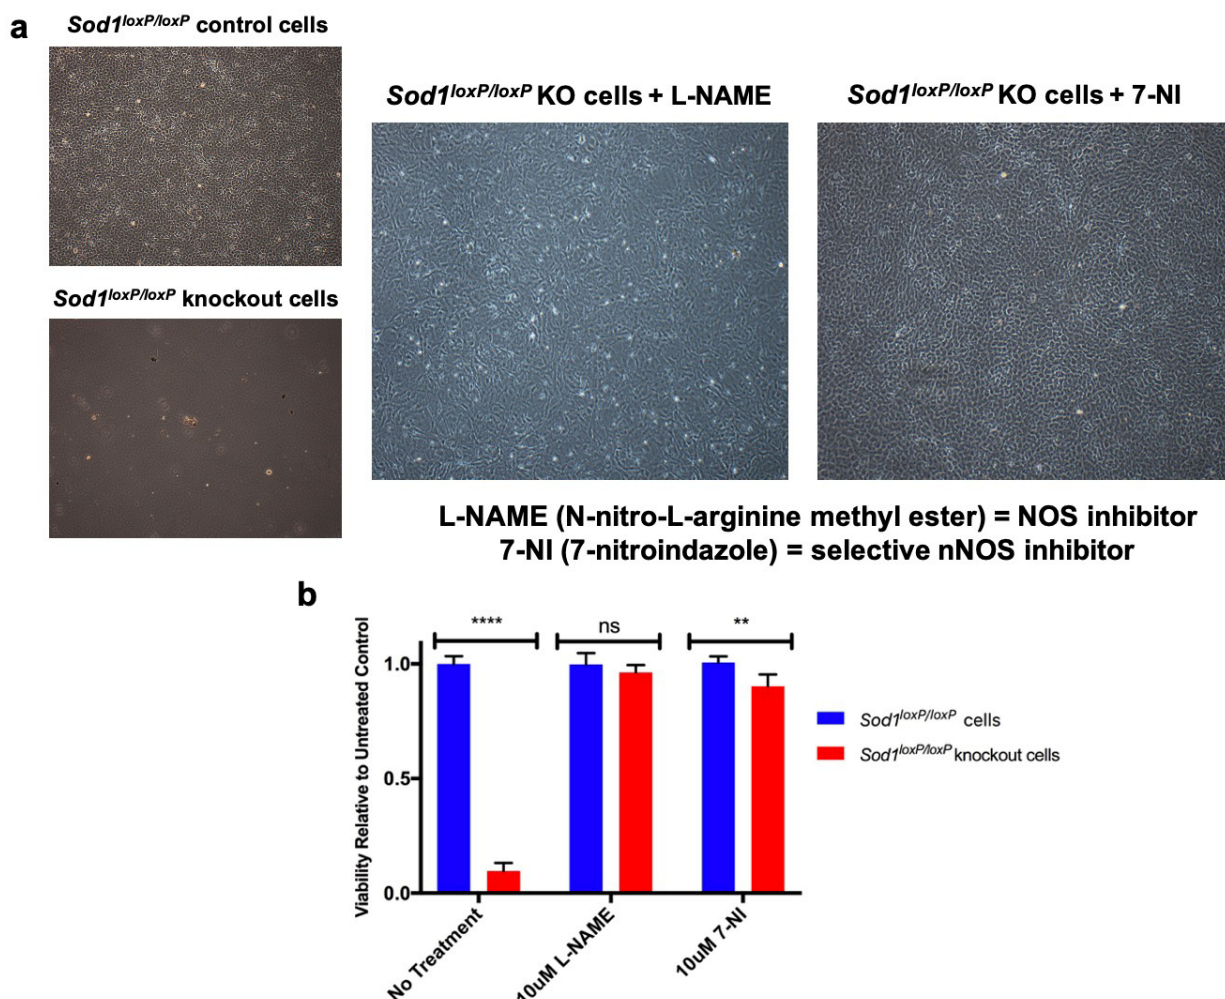 a
Sod1loxP/loxP control cells
Sod1loxP/loxP KO cells + L-NAME
Sod1loxP/loxP KO cells + 7-NI
Sod1loxP/loxP knockout cells
L-NAME (N-nitro-L-arginine methyl ester) = NOS inhibitor
7-NI (7-nitroindazole) = selective nNOS inhibitor
b
Viability Relative to Untreated Control
****
ns
**
1.0
0.5
0.0
No Treatment
10uM L-NAME
10uM 7-NI
Sod1loxP/loxP cells
Sod1loxP/loxP knockout cells